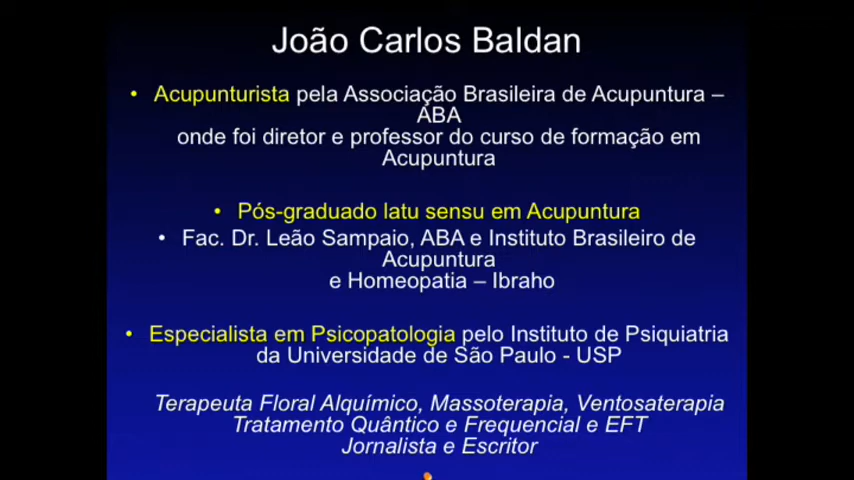 João Carlos Baldan
• Acupunturista pela Associação Brasileira de Acupuntura –
ABA
onde foi diretor e professor do curso de formação em
Acupuntura
• Pós-graduado latu sensu em Acupuntura
• Fac. Dr. Leão Sampaio, ABA e Instituto Brasileiro de
Acupuntura
e Homeopatia – Ibraho
• Especialista em Psicopatologia pelo Instituto de Psiquiatria
da Universidade de São Paulo - USP
Terapeuta Floral Alquímico, Massoterapia, Ventosaterapia
Tratamento Quântico e Frequencial e EFT
Jornalista e Escritor